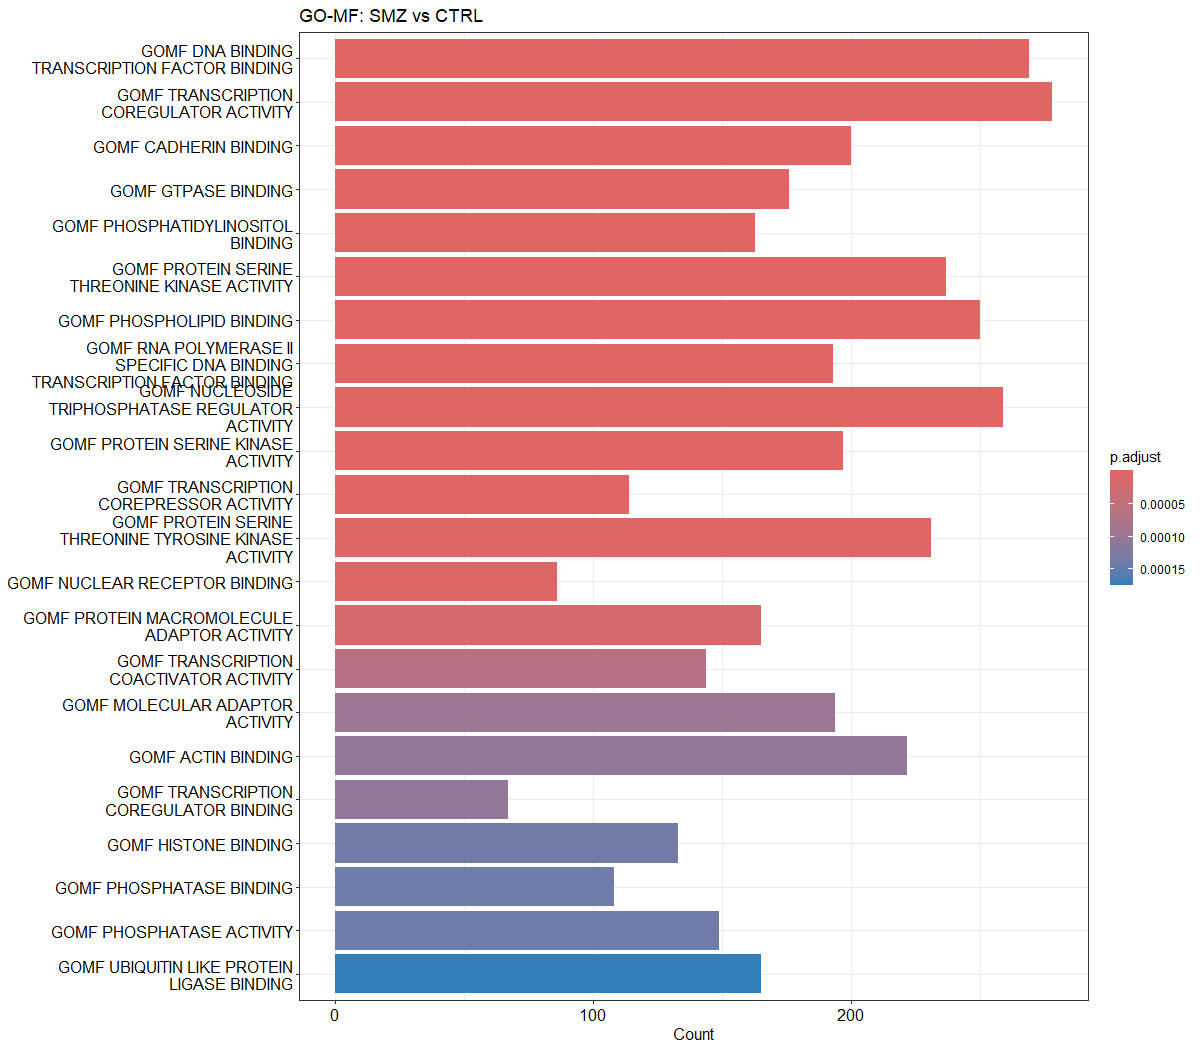 GO-MF: SMZ vs CTRL
GOMF DNA BINDING
TRANSCRIPTION FACTOR BINDING
GOMF TRANSCRIPTION
COREGULATOR ACTIVITY
GOMF CADHERIN BINDING
GOMF GTPASE BINDING
GOMF PHOSPHATIDYLINOSITOL
BINDING
GOMF PROTEIN SERINE
THREONINE KINASE ACTIVITY
GOMF PHOSPHOLIPID BINDING
GOMF RNA POLYMERASE II
SPECIFIC DNA BINDING
TRANSCRIPTION FACTOR BINDING
GOMF NUCLEOSIDE
TRIPHOSPHATASE REGULATOR
ACTIVITY
GOMF PROTEIN SERINE KINASE
ACTIVITY
GOMF TRANSCRIPTION
COREPRESSOR ACTIVITY
GOMF PROTEIN SERINE
THREONINE TYROSINE KINASE
ACTIVITY
GOMF NUCLEAR RECEPTOR BINDING
GOMF PROTEIN MACROMOLECULE
ADAPTOR ACTIVITY
GOMF TRANSCRIPTION
COACTIVATOR ACTIVITY
GOMF MOLECULAR ADAPTOR
ACTIVITY
GOMF ACTIN BINDING
GOMF TRANSCRIPTION
COREGULATOR BINDING
GOMF HISTONE BINDING
GOMF PHOSPHATASE BINDING
GOMF PHOSPHATASE ACTIVITY
GOMF UBIQUITIN LIKE PROTEIN
LIGASE BINDING
0 100 200
Count
p.adjust
0.00005
0.00010
0.00015